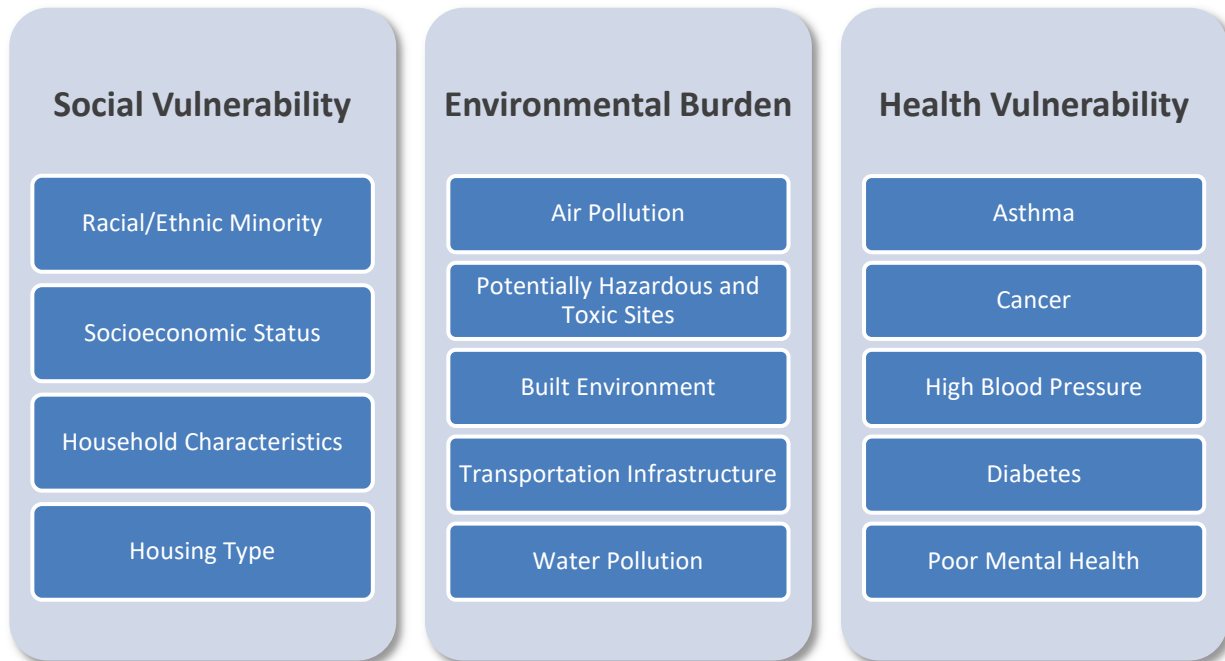 Social Vulnerability
Racial/Ethnic Minority
Socioeconomic Status
Household Characteristics
Housing Type
Environmental Burden
Air Pollution
Potentially Hazardous and
Toxic Sites
Built Environment
Transportation Infrastructure
Water Pollution
Health Vulnerability
Asthma
Cancer
High Blood Pressure
Diabetes
Poor Mental Health